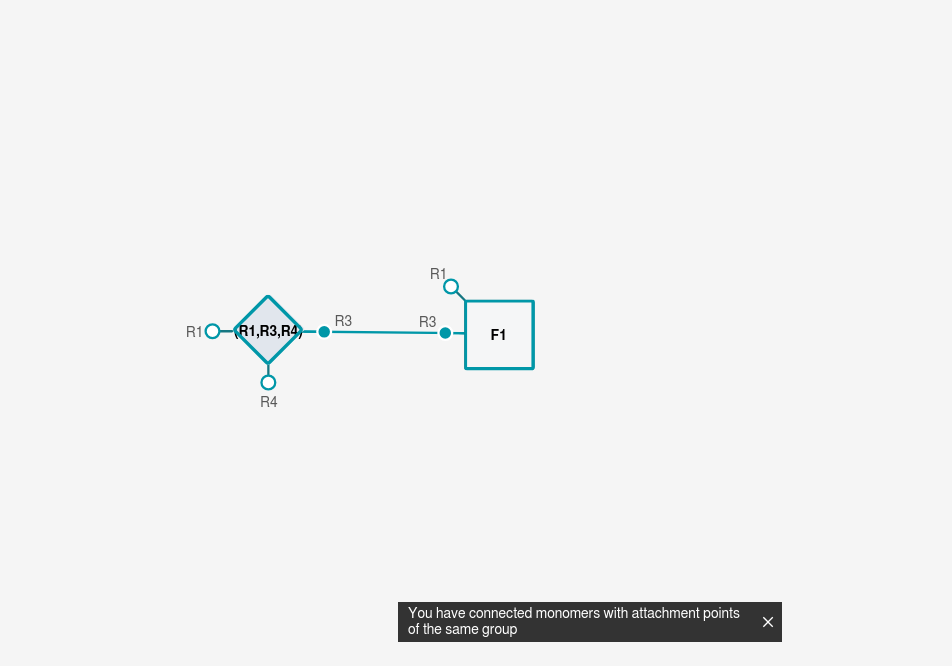 R1
R3
R3
R1
(R1,R3,R4)
F1
R4
You have connected monomers with attachment points
of the same group